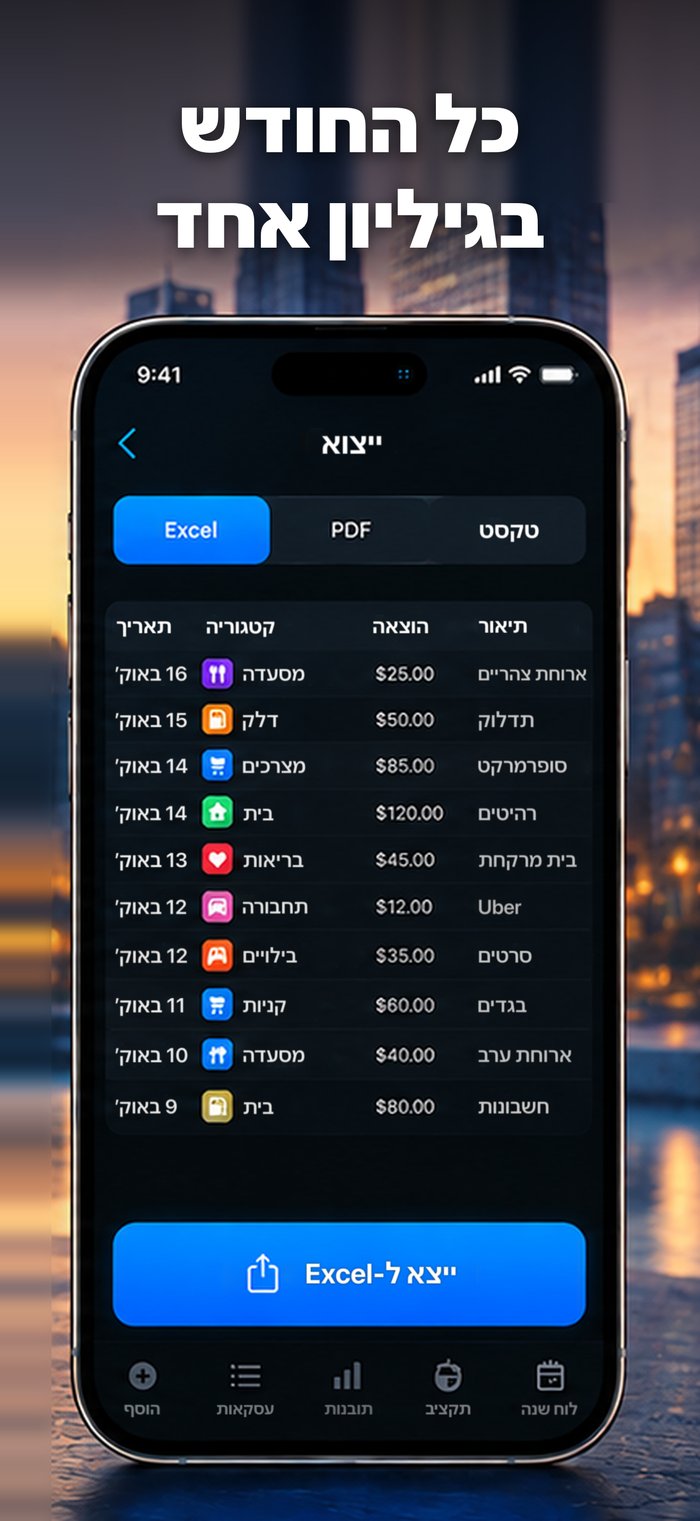 כל החודש
בגיליון אחד
9:41
ייצוא
Excel PDF טקסט
תאריך קטגוריה הוצאה תיאור
16 באוק׳ מסעדה $25.00 ארוחת צהריים
15 באוק׳ דלק $50.00 תדלוק
14 באוק׳ מצרכים $85.00 סופרמרקט
14 באוק׳ בית $120.00 רהיטים
13 באוק׳ בריאות $45.00 בית מרקחת
12 באוק׳ תחבורה $12.00 Uber
12 באוק׳ בילויים $35.00 סרטים
11 באוק׳ קניות $60.00 בגדים
10 באוק׳ מסעדה $40.00 ארוחת ערב
9 באוק׳ בית $80.00 חשבונות
ייצא ל-Excel
הוסף עסקאות תובנות תקציב לוח שנה